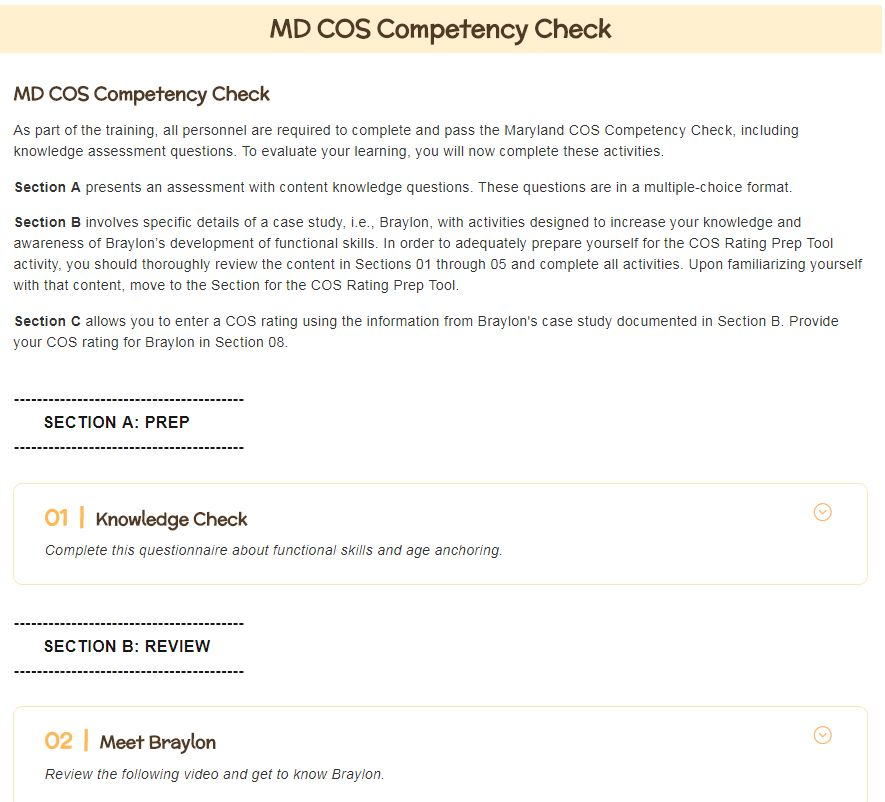 MD COS Competency Check
MD COS Competency Check
As part of the training, all personnel are required to complete and pass the Maryland COS Competency Check, including
knowledge assessment questions. To evaluate your learning, you will now complete these activities.
Section A presents an assessment with content knowledge questions. These questions are in a multiple-choice format.
Section B involves specific details of a case study, i.e., Braylon, with activities designed to increase your knowledge and
awareness of Braylon's development of functional skills. In order to adequately prepare yourself for the COS Rating Prep Tool
activity, you should thoroughly review the content in Sections 01 through 05 and complete all activities. Upon familiarizing yourself
with that content, move to the Section for the COS Rating Prep Tool.
Section C allows you to enter a COS rating using the information from Braylon's case study documented in Section B. Provide
your COS rating for Braylon in Section 08.
----------------------------------------
SECTION A: PREP
----------------------------------------
01 | Knowledge Check
Complete this questionnaire about functional skills and age anchoring.
----------------------------------------
SECTION B: REVIEW
----------------------------------------
02 | Meet Braylon
Review the following video and get to know Braylon.